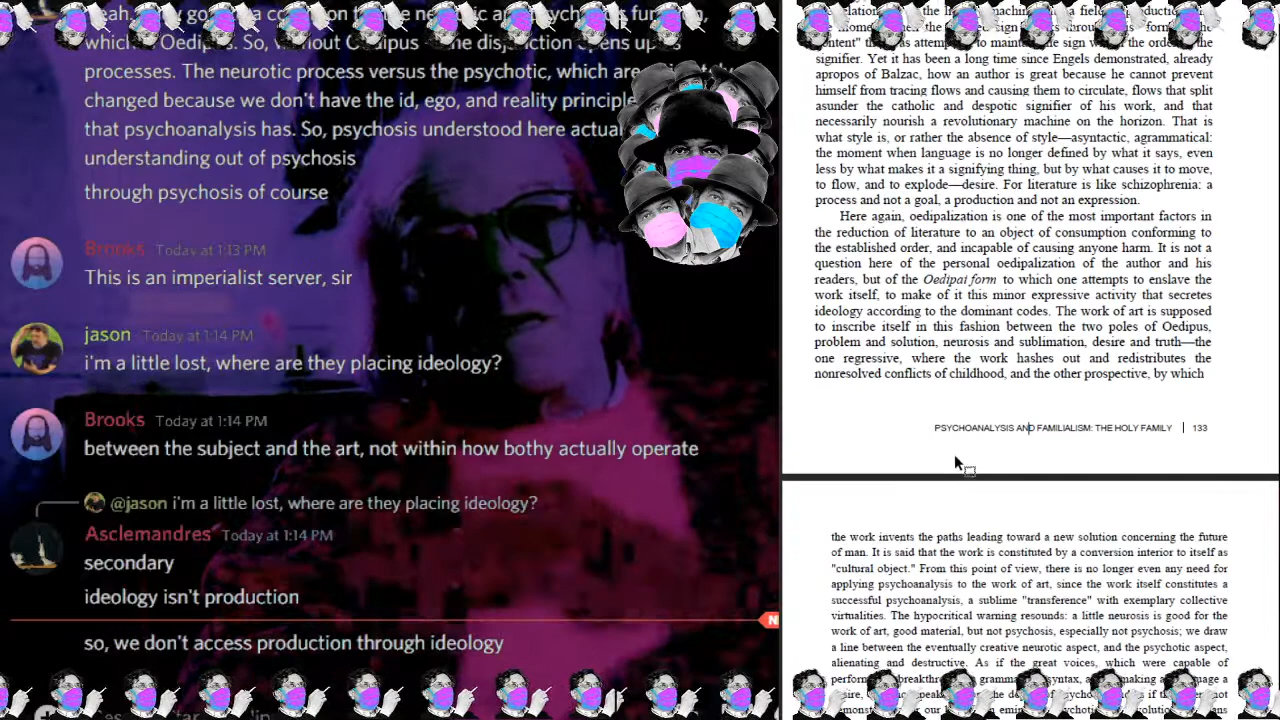 which
Oedipus. So, without Oedipus
processes. The neurotic process versus the psychotic, which are
changed because we don't have the id, ego, and reality principle
that psychoanalysis has. So, psychosis understood here actual
understanding out of psychosis
through psychosis of course
Brooks Today at 1:13 PM
This is an imperialist server, sir
jason Today at 1:14 PM
i'm a little lost, where are they placing ideology?
Brooks Today at 1:14 PM
between the subject and the art, not within how bothy actually operate
@jason i'm a little lost, where are they placing ideology?
Asclemandres Today at 1:14 PM
secondary
ideology isn't production
N
so, we don't access production through ideology
signifier. Yet it has been a long time since Engels demonstrated, already
apropos of Balzac, how an author is great because he cannot prevent
himself from tracing flows and causing them to circulate, flows that split
asunder the catholic and despotic signifier of his work, and that
necessarily nourish a revolutionary machine on the horizon. That is
what style is, or rather the absence of style—asyntactic, agrammatical:
the moment when language is no longer defined by what it says, even
less by what makes it a signifying thing, but by what causes it to move,
to flow, and to explode—desire. For literature is like schizophrenia: a
process and not a goal, a production and not an expression.
Here again, oedipalization is one of the most important factors in
the reduction of literature to an object of consumption conforming to
the established order, and incapable of causing anyone harm. It is not a
question here of the personal oedipalization of the author and his
readers, but of the Oedipal form to which one attempts to enslave the
work itself, to make of it this minor expressive activity that secretes
ideology according to the dominant codes. The work of art is supposed
to inscribe itself in this fashion between the two poles of Oedipus,
problem and solution, neurosis and sublimation, desire and truth—the
one regressive, where the work hashes out and redistributes the
nonresolved conflicts of childhood, and the other prospective, by which
PSYCHOANALYSIS AND FAMILIALISM: THE HOLY FAMILY 133
the work invents the paths leading toward a new solution concerning the future
of man. It is said that the work is constituted by a conversion interior to itself as
"cultural object." From this point of view, there is no longer even any need for
applying psychoanalysis to the work of art, since the work itself constitutes a
successful psychoanalysis, a sublime "transference" with exemplary collective
virtualities. The hypocritical warning resounds: a little neurosis is good for the
work of art, good material, but not psychosis, especially not psychosis; we draw
a line between the eventually creative neurotic aspect, and the psychotic aspect,
alienating and destructive. As if the great voices, which were capable of